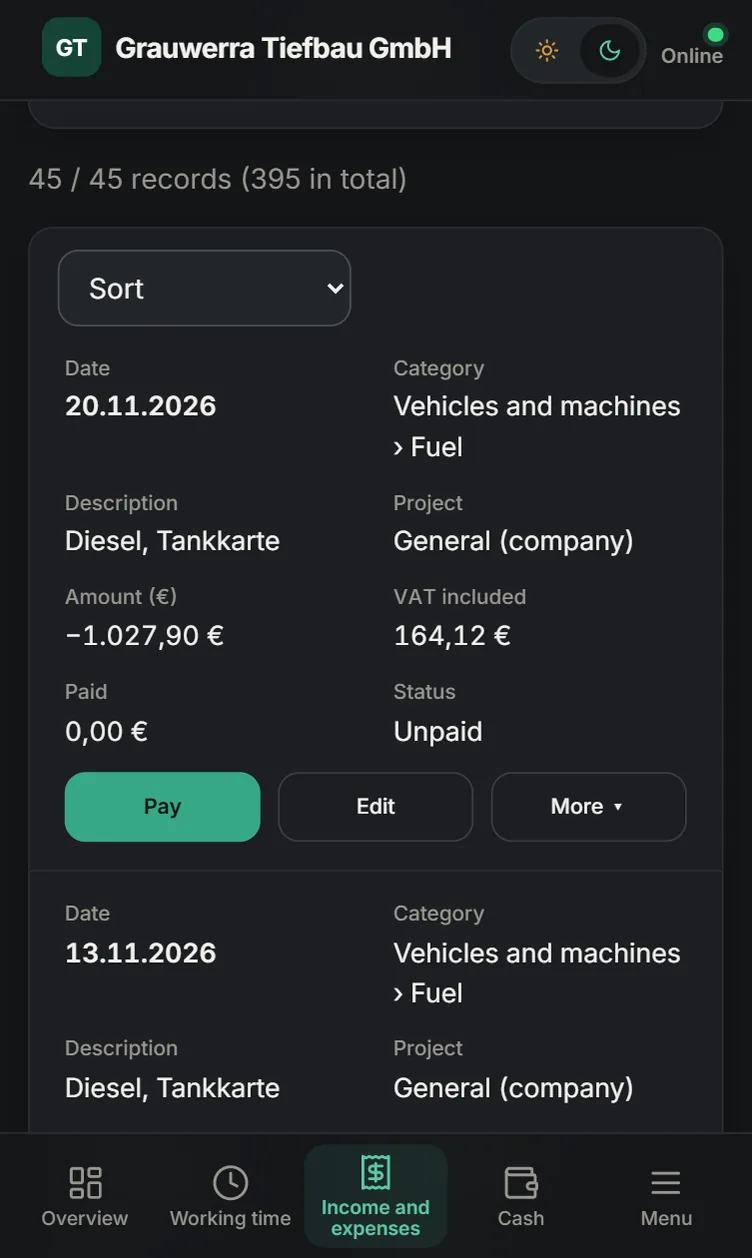 GT Grauwerra Tiefbau GmbH
Online
45 / 45 records (395 in total)
Sort
Date
20.11.2026
Category
Vehicles and machines
› Fuel
Description
Diesel, Tankkarte
Project
General (company)
Amount (€)
−1.027,90 €
VAT included
164,12 €
Paid
0,00 €
Status
Unpaid
Pay
Edit
More ▾
Date
13.11.2026
Category
Vehicles and machines
› Fuel
Description
Diesel, Tankkarte
Project
General (company)
Overview
Working time
Income and
expenses
Cash
Menu